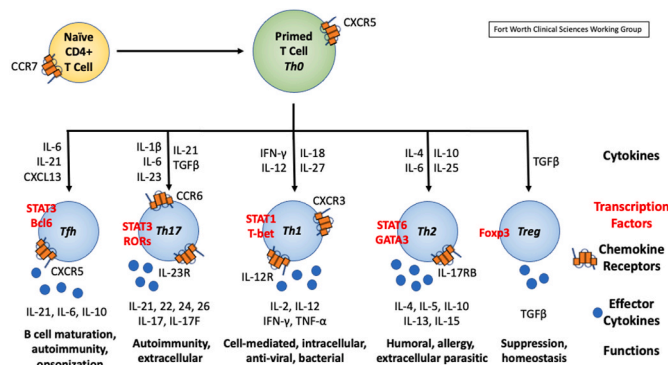 Naïve
CD4+
T Cell
CCR7
Primed
T Cell
Th0
CXCR5
Fort Worth Clinical Sciences Working Group
IL-6
IL-21
CXCL13
IL-1β
IL-6
IL-23
IL-21
TGFβ
IFN-γ
IL-12
IL-18
IL-27
IL-4
IL-6
IL-10
IL-25
TGFβ
Cytokines
STAT3
Bcl6
Tfh
CXCR5
CCR6
STAT3
RORs
Th17
IL-23R
CXCR3
STAT1
T-bet
Th1
IL-12R
STAT6
GATA3
Th2
IL-17RB
Foxp3
Treg
Transcription
Factors
Chemokine
Receptors
IL-21, IL-6, IL-10
IL-21, 22, 24, 26
IL-17, IL-17F
IL-2, IL-12
IFN-γ, TNF-α
IL-4, IL-5, IL-10
IL-13, IL-15
TGFβ
Effector
Cytokines
B cell maturation,
autoimmunity,
opsonization
Autoimmunity,
extracellular
Cell-mediated, intracellular,
anti-viral, bacterial
Humoral, allergy,
extracellular parasitic
Suppression,
homeostasis
Functions